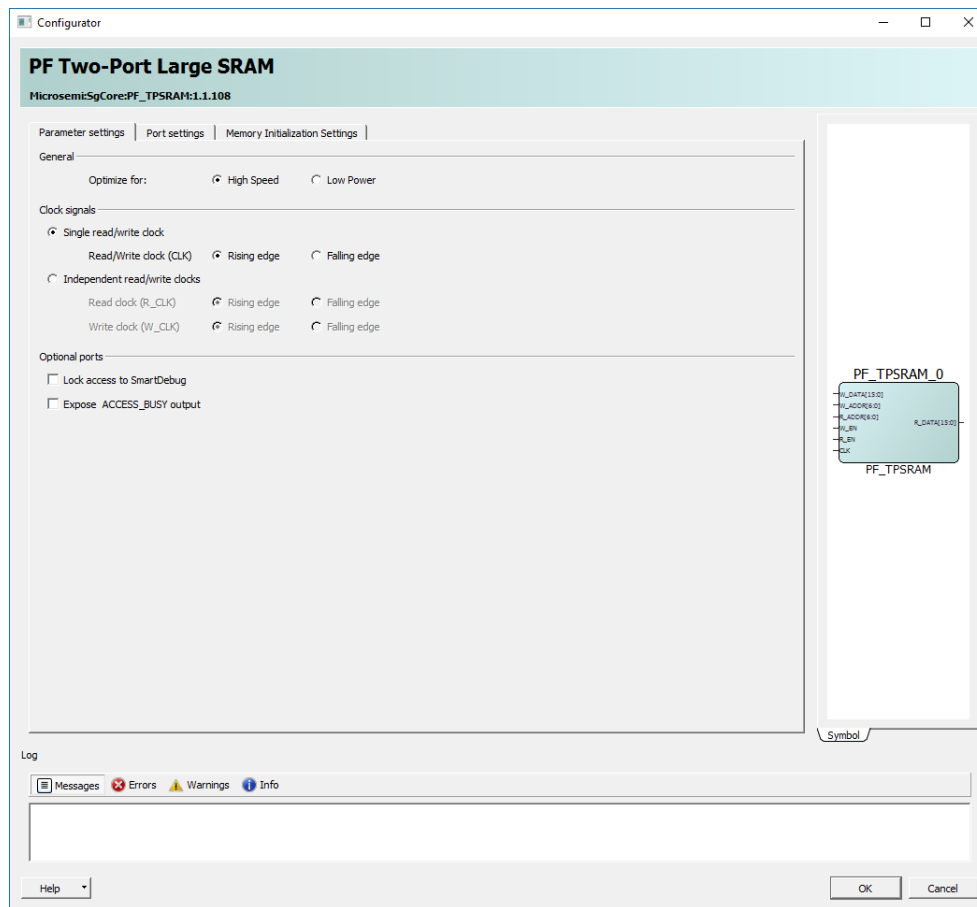 Configurator
PF Two-Port Large SRAM
Microsemi:SgCore:PF_TPSRAM:1.1.108
Parameter settings Port settings Memory Initialization Settings
General
Optimize for: High Speed Low Power
Clock signals
Single read/write clock
Read/Write clock (CLK) Rising edge Falling edge
Independent read/write clocks
Read clock (R_CLK) Rising edge Falling edge
Write clock (W_CLK) Rising edge Falling edge
Optional ports
Lock access to SmartDebug
Expose ACCESS_BUSY output
PF_TPSRAM_0
W_DATA[15:0]
W_ADDR[6:0]
R_ADDR[6:0]
R_DATA[15:0]
W_EN
R_EN
CLK
PF_TPSRAM
Symbol
Log
Messages Errors Warnings Info
Help OK Cancel